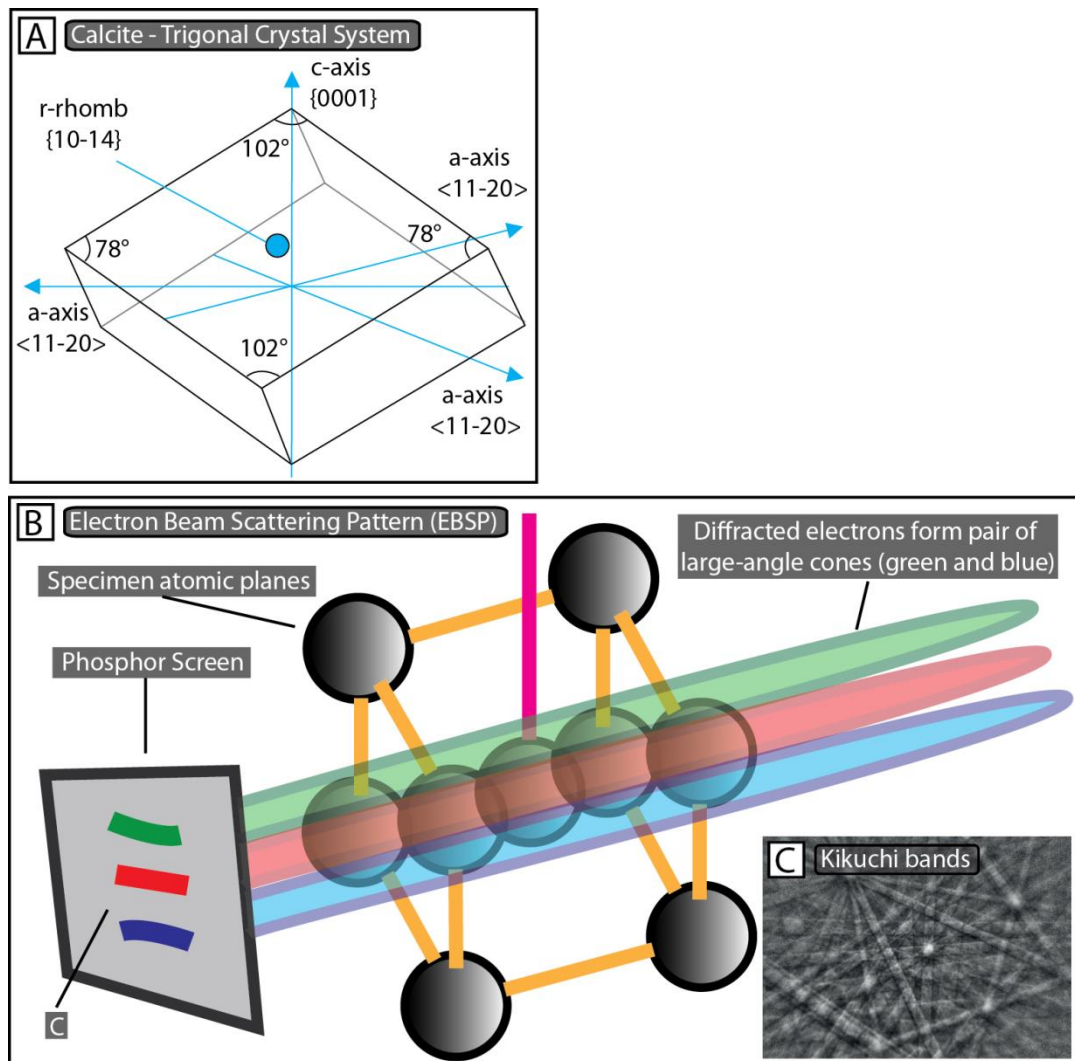 A Calcite - Trigonal Crystal System
c-axis
{0001}
r-rhomb
{10-14}
102°
a-axis
<11-20>
78°
78°
a-axis
<11-20>
102°
a-axis
<11-20>
B Electron Beam Scattering Pattern (EBSP)
Diffracted electrons form pair of
large-angle cones (green and blue)
Specimen atomic planes
Phosphor Screen
C Kikuchi bands
C